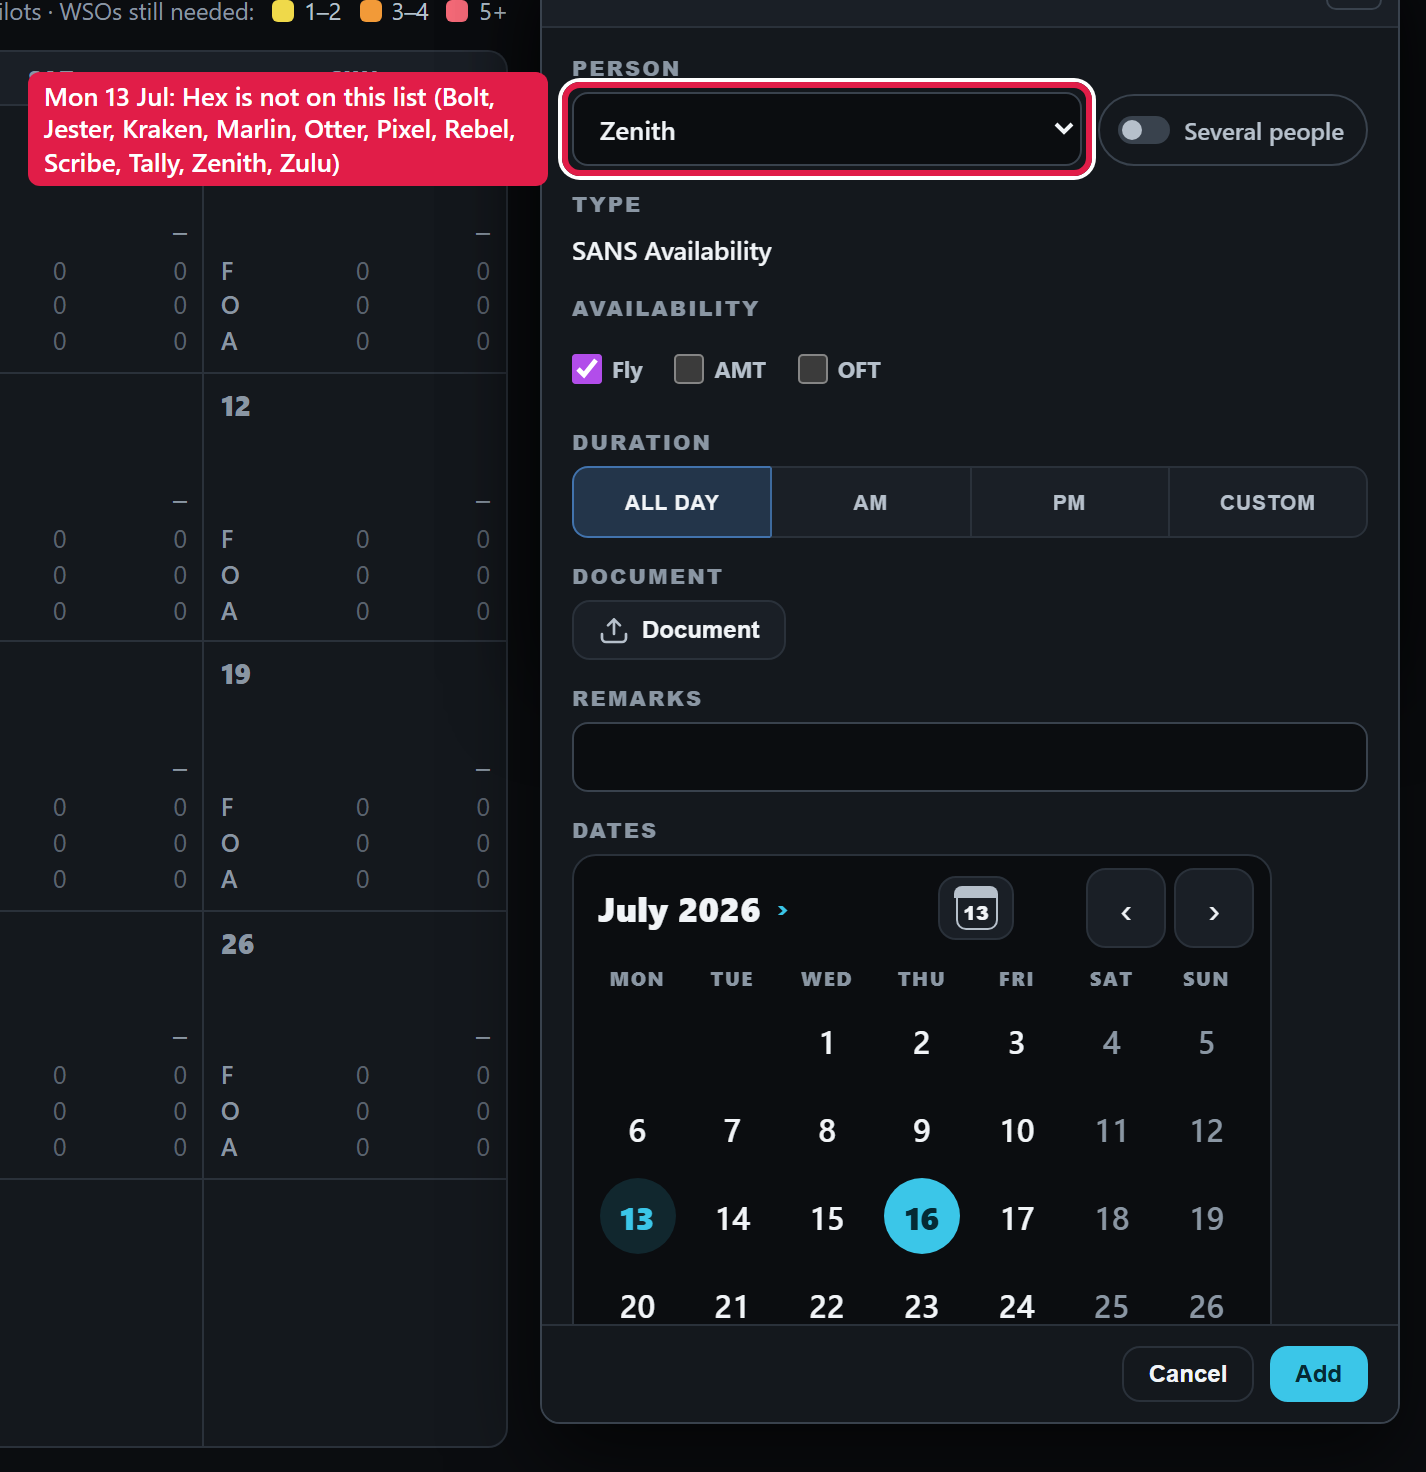 ilots · WSOs still needed: 1–2 3–4 5+
Mon 13 Jul: Hex is not on this list (Bolt,
Jester, Kraken, Marlin, Otter, Pixel, Rebel,
Scribe, Tally, Zenith, Zulu)
– –
0 0 F 0 0
0 0 O 0 0
0 0 A 0 0
12
– –
0 0 F 0 0
0 0 O 0 0
0 0 A 0 0
19
– –
0 0 F 0 0
0 0 O 0 0
0 0 A 0 0
26
– –
0 0 F 0 0
0 0 O 0 0
0 0 A 0 0
PERSON
Zenith
Several people
TYPE
SANS Availability
AVAILABILITY
Fly AMT OFT
DURATION
ALL DAY AM PM CUSTOM
DOCUMENT
Document
REMARKS
DATES
July 2026 › 13 ‹ ›
MON TUE WED THU FRI SAT SUN
1 2 3 4 5
6 7 8 9 10 11 12
13 14 15 16 17 18 19
20 21 22 23 24 25 26
Cancel Add